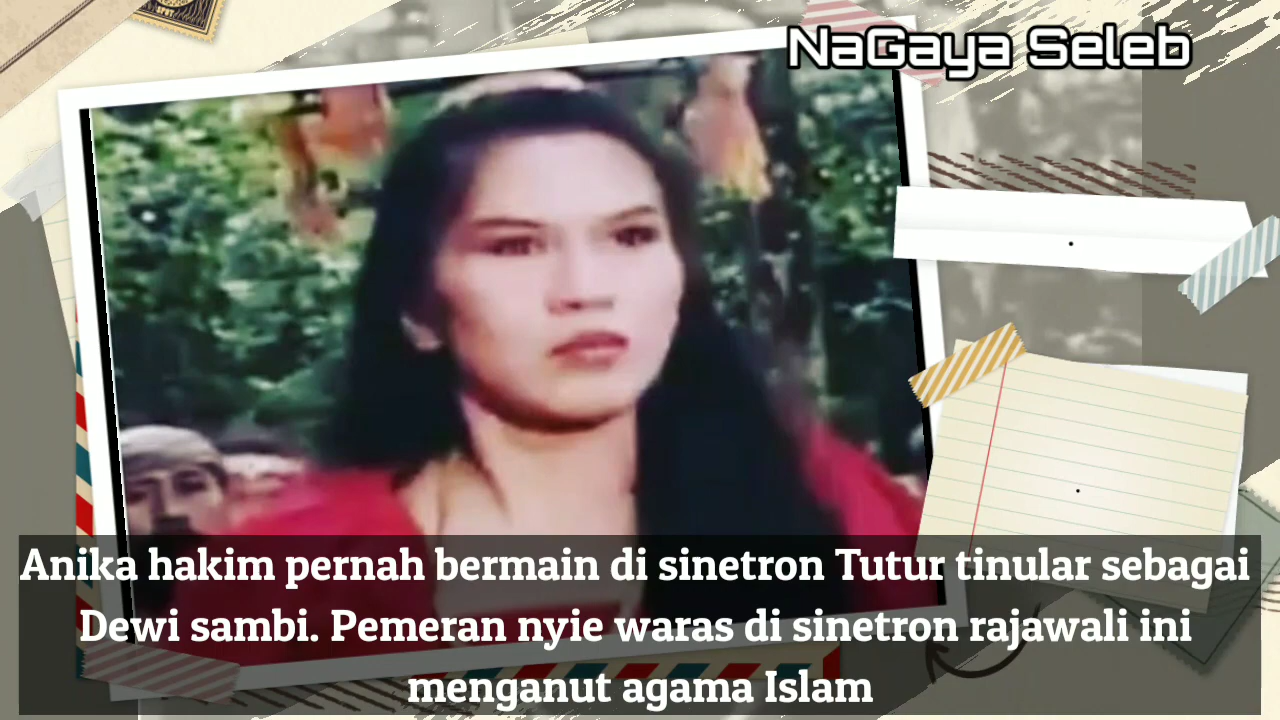 NaGaya Seleb
Anika hakim pernah bermain di sinetron Tutur tinular sebagai
Dewi sambi. Pemeran nyie waras di sinetron rajawali ini
menganut agama Islam